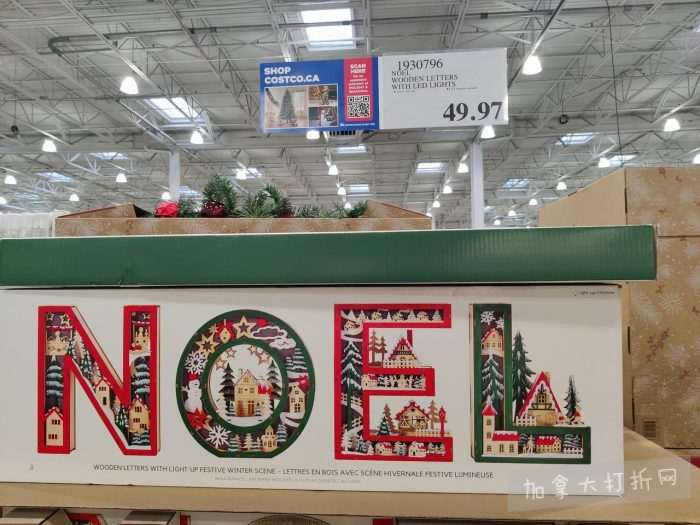 SHOP
COSTCO.CA
SCAN
HERE
1930796
NOEL
WOODEN LETTERS
WITH LED LIGHTS
49.97
NOEL
WOODEN LETTERS WITH LIGHT UP FESTIVE WINTER SCENE – LETTRES EN BOIS AVEC SCÈNE HIVERNALE FESTIVE LUMINEUSE
加拿大打折网